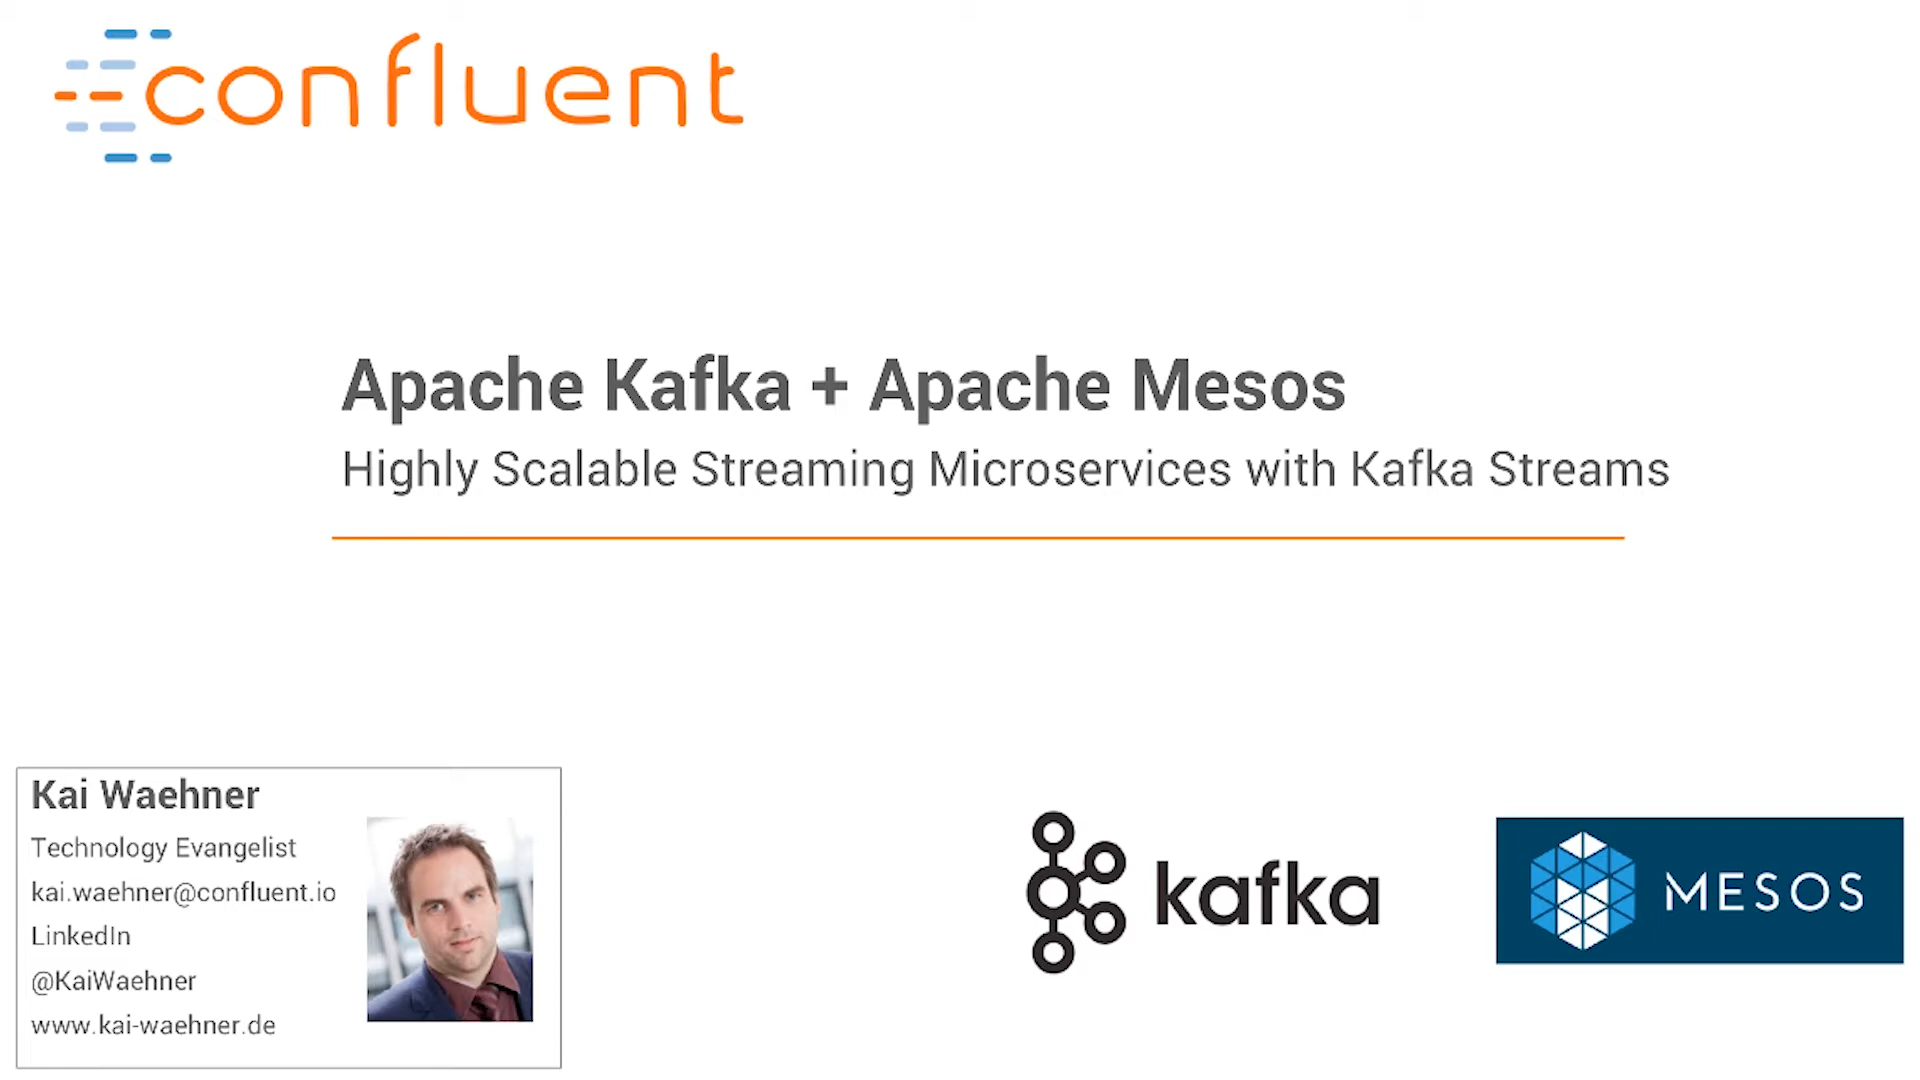 confluent
Apache Kafka + Apache Mesos
Highly Scalable Streaming Microservices with Kafka Streams
Kai Waehner
Technology Evangelist
kai.waehner@confluent.io
LinkedIn
@KaiWaehner
www.kai-waehner.de
kafka
MESOS